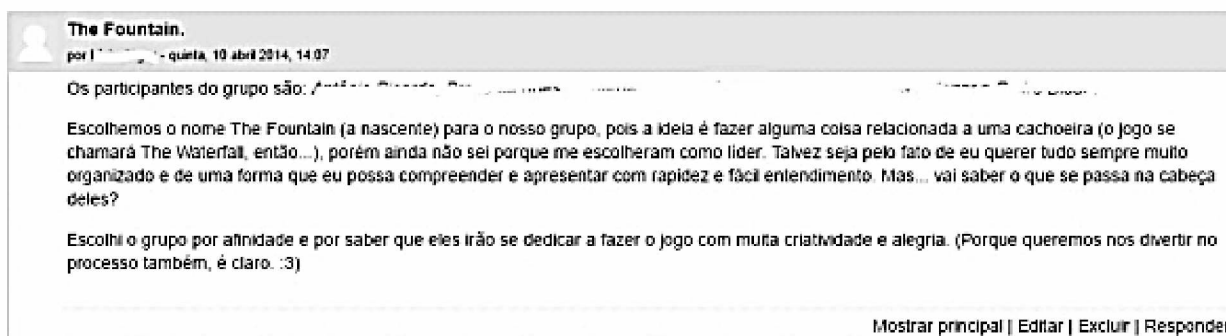 The Fountain.
por - quinta, 10 abril 2014, 14:07
Os participantes do grupo são:
Escolhemos o nome The Fountain (a nascente) para o nosso grupo, pois a ideia é fazer alguma coisa relacionada a uma cachoeira (o jogo se
chamará The Waterfall, então...), porém ainda não sei porque me escolheram como líder. Talvez seja pelo fato de eu querer tudo sempre muito
organizado e de uma forma que eu possa compreender e apresentar com rapidez e fácil entendimento. Mas... vai saber o que se passa na cabeça
deles?
Escolhi o grupo por afinidade e por saber que eles irão se dedicar a fazer o jogo com muita criatividade e alegria. (Porque queremos nos divertir no
processo também, é claro. :3)
Mostrar principal | Editar | Excluir | Responder